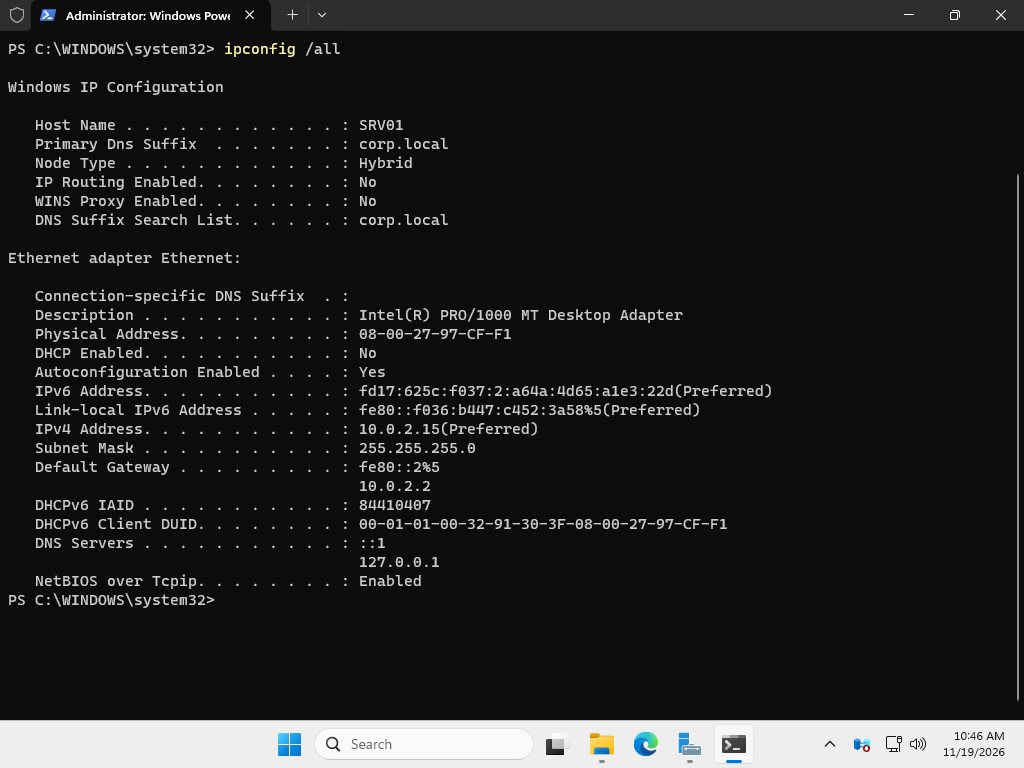 Administrator: Windows Powe
PS C:\WINDOWS\system32> ipconfig /all
Windows IP Configuration
Host Name . . . . . . . . . . . . : SRV01
Primary Dns Suffix  . . . . . . . : corp.local
Node Type . . . . . . . . . . . . : Hybrid
IP Routing Enabled. . . . . . . . : No
WINS Proxy Enabled. . . . . . . . : No
DNS Suffix Search List. . . . . . : corp.local
Ethernet adapter Ethernet:
Connection-specific DNS Suffix  . :
Description . . . . . . . . . . . : Intel(R) PRO/1000 MT Desktop Adapter
Physical Address. . . . . . . . . : 08-00-27-97-CF-F1
DHCP Enabled. . . . . . . . . . . : No
Autoconfiguration Enabled . . . . : Yes
IPv6 Address. . . . . . . . . . . : fd17:625c:f037:2:a64a:4d65:a1e3:22d(Preferred)
Link-local IPv6 Address . . . . . : fe80::f036:b447:c452:3a58%5(Preferred)
IPv4 Address. . . . . . . . . . . : 10.0.2.15(Preferred)
Subnet Mask . . . . . . . . . . . : 255.255.255.0
Default Gateway . . . . . . . . . : fe80::2%5
10.0.2.2
DHCPv6 IAID . . . . . . . . . . . : 84410407
DHCPv6 Client DUID. . . . . . . . : 00-01-01-00-32-91-30-3F-08-00-27-97-CF-F1
DNS Servers . . . . . . . . . . . : ::1
127.0.0.1
NetBIOS over Tcpip. . . . . . . . : Enabled
PS C:\WINDOWS\system32>
Search
10:46 AM
11/19/2026